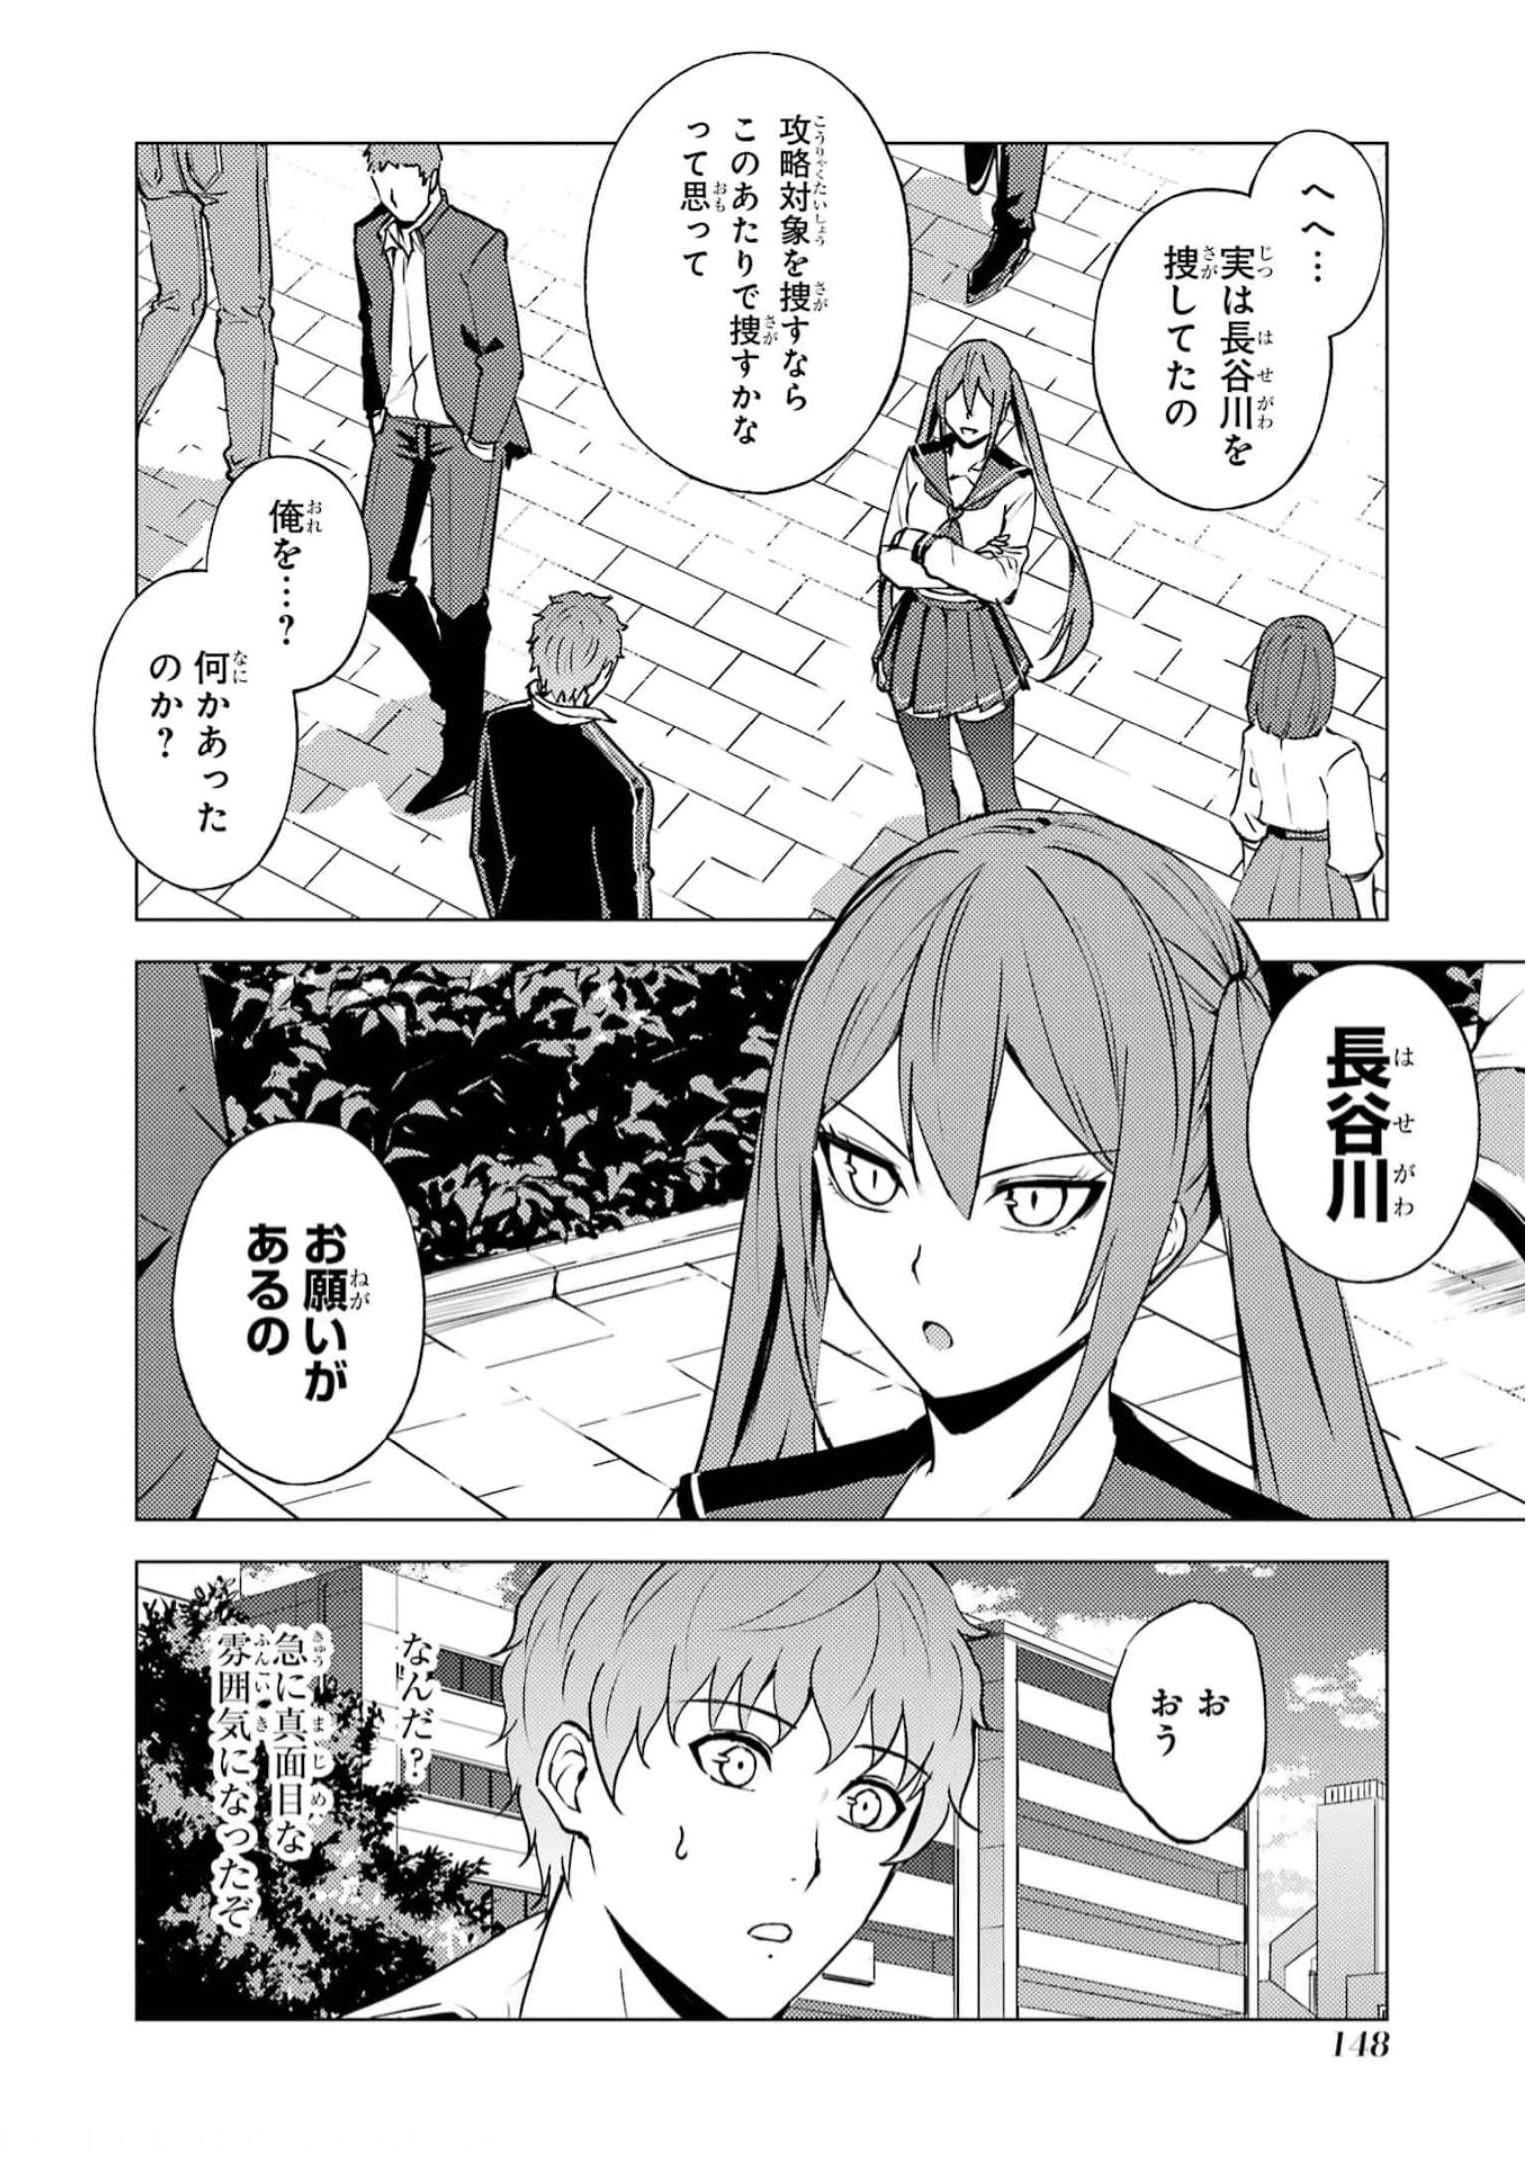 へへ…
実は長谷川を
捜してたの
攻略対象を捜すなら
このあたりで捜すかな
って思って
俺を…?
何かあった
のか?
長谷川
お願いが
あるの
お
おう
なんだ?
急に真面目な
雰囲気になったぞ
148